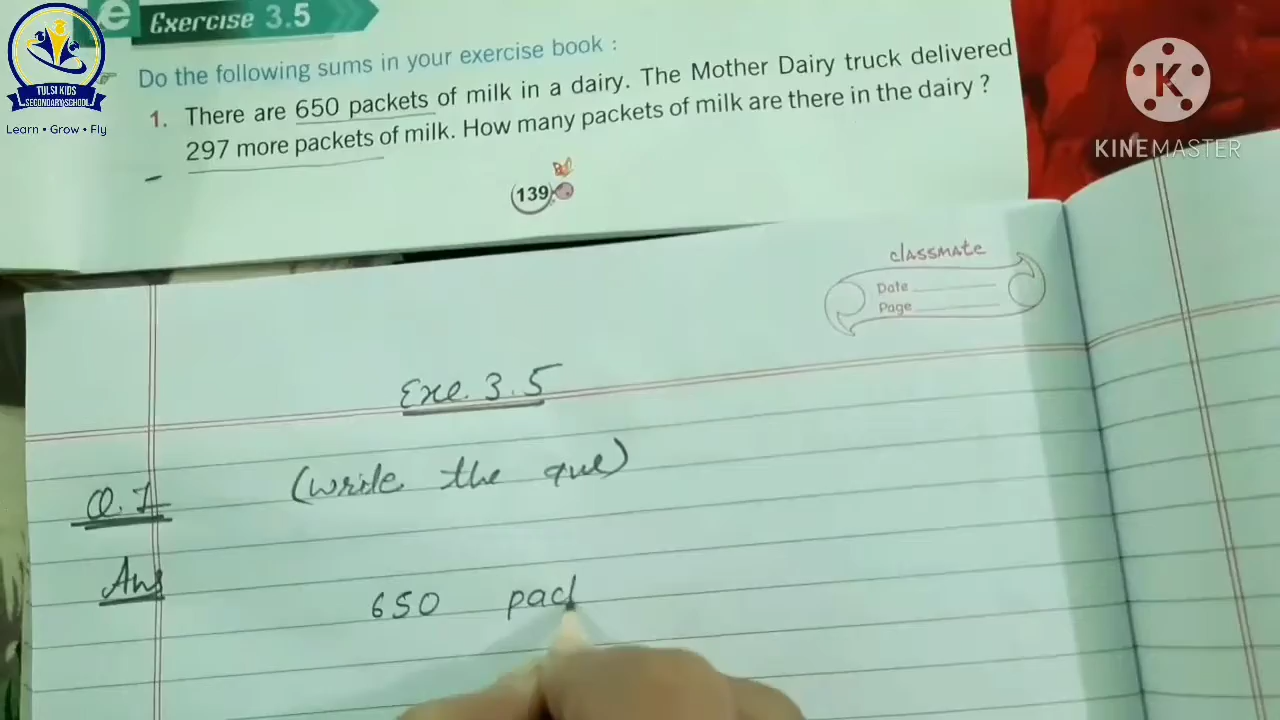 Exercise 3.5
TULSI KIDS
SECONDARY SCHOOL
Learn • Grow • Fly
Do the following sums in your exercise book :
1. There are 650 packets of milk in a dairy. The Mother Dairy truck delivered
297 more packets of milk. How many packets of milk are there in the dairy ?
139
K
KINEMASTER
classmate
Date
Page
Exe. 3.5
Q.1 (write the que)
Ans 650 pac